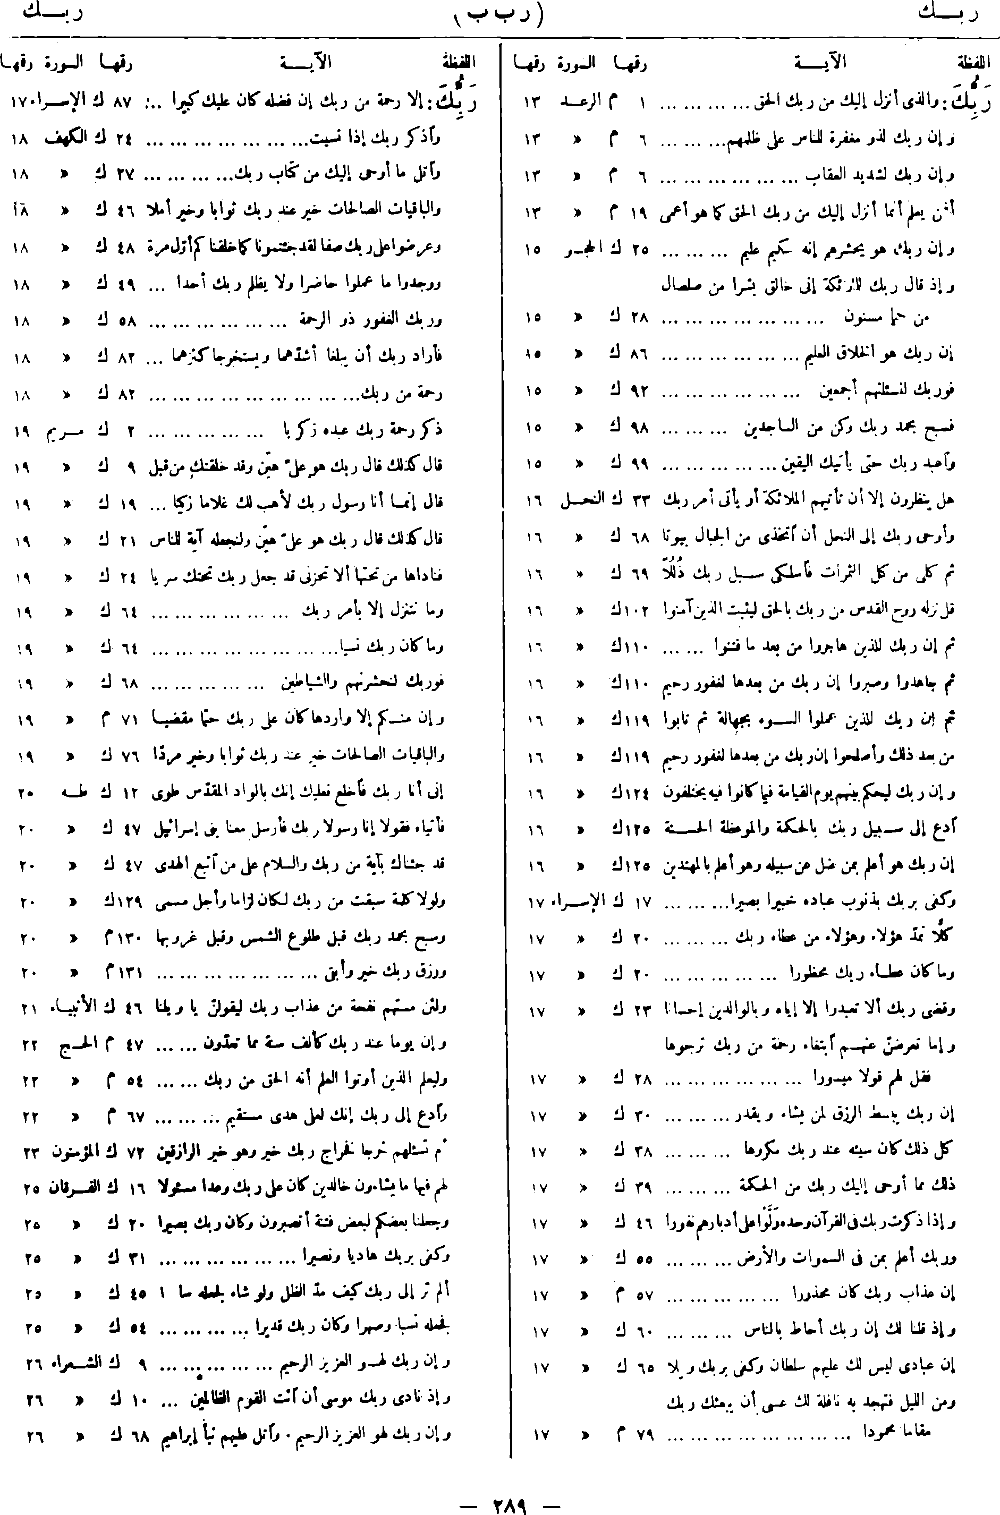 ربـك (ر ب ب) ربـك
اللفظة الآيـــة رقمها السورة رقمها
رَبِّكَ: والذى أنزل إليك من ربك الحق ... ... ... ١ م الرعد ١٣
وإن ربك لذو مغفرة للناس على ظلمهم... ... ... ٦ م » ١٣
وإن ربك لشديد العقاب ... ... ... ... ... ... ٦ م » ١٣
أفمن يعلم أنما أنزل إليك من ربك الحق كما هو أعمى ١٩ م » ١٣
وإن ربك هو يحشرهم إنه حكيم عليم ... ... ... ٢٥ ك الحجر ١٥
وإذ قال ربك للملائكة إنى خالق بشرا من صلصال
من حمإ مسنون ... ... ... ... ... ... ... ٢٨ ك » ١٥
إن ربك هو الخلاق العليم... ... ... ... ... ... ٨٦ ك » ١٥
فوربك لنسئلنهم أجمعين ... ... ... ... ... ... ٩٢ ك » ١٥
فسبح بحمد ربك وكن من الساجدين ... ... ... ٩٨ ك » ١٥
واعبد ربك حتى يأتيك اليقين... ... ... ... ... ٩٩ ك » ١٥
هل ينظرون إلا أن تأتيهم الملائكة أو يأتى أمر ربك ٣٣ ك النحل ١٦
وأوحى ربك إلى النحل أن اتخذى من الجبال بيوتا ٦٨ ك » ١٦
ثم كلى من كل الثمرات فاسلكى سبل ربك ذُلُلًا ٦٩ ك » ١٦
قل نزله روح القدس من ربك بالحق ليثبت الذين آمنوا ١٠٢ك » ١٦
ثم إن ربك للذين هاجروا من بعد ما فتنوا ... ... ١١٠ك » ١٦
ثم جاهدوا وصبروا إن ربك من بعدها لغفور رحيم ١١٠ك » ١٦
ثم إن ربك للذين عملوا السوء بجهالة ثم تابوا ١١٩ك » ١٦
من بعد ذلك وأصلحوا إن ربك من بعدها لغفور رحيم ١١٩ك » ١٦
وإن ربك ليحكم بينهم يوم القيامة فيما كانوا فيه يختلفون ١٢٤ك » ١٦
ادع إلى سبيل ربك بالحكمة والموعظة الحسنة ١٢٥ك » ١٦
إن ربك هو أعلم بمن ضل عن سبيله وهو أعلم بالمهتدين ١٢٥ك » ١٦
وكفى بربك بذنوب عباده خبيرا بصيرا... ... ... ١٧ ك الإسراء ١٧
كلًّا نمدّ هؤلاء وهؤلاء من عطاء ربك ... ... ... ٢٠ ك » ١٧
وما كان عطاء ربك محظورا ... ... ... ... ... ٢٠ ك » ١٧
وقضى ربك ألا تعبدوا إلا إياه وبالوالدين إحسانا ٢٣ ك » ١٧
وإما تعرضنّ عنهم ابتغاء رحمة من ربك ترجوها
فقل لهم قولا ميسورا ... ... ... ... ... ... ٢٨ ك » ١٧
إن ربك يبسط الرزق لمن يشاء ويقدر... ... ... ٣٠ ك » ١٧
كل ذلك كان سيئه عند ربك مكروها ... ... ... ٣٨ ك » ١٧
ذلك مما أوحى إليك ربك من الحكمة ... ... ... ٣٩ ك » ١٧
وإذا ذكرت ربك فى القرآن وحده وَلَّوْا على أدبارهم نفورا ٤٦ ك » ١٧
وربك أعلم بمن فى السموات والأرض... ... ... ٥٥ ك » ١٧
إن عذاب ربك كان محذورا ... ... ... ... ... ٥٧ م » ١٧
وإذ قلنا لك إن ربك أحاط بالناس ... ... ... ... ٦٠ ك » ١٧
إن عبادى ليس لك عليهم سلطان وكفى بربك وكيلا ٦٥ ك » ١٧
ومن الليل فتهجد به نافلة لك عسى أن يبعثك ربك
مقاما محمودا ... ... ... ... ... ... ... ... ٧٩ م » ١٧
اللفظة الآيـــة رقمها السورة رقمها
رَبِّكَ: إلا رحمة من ربك إن فضله كان عليك كبيرا ... ٨٧ ك الإسراء ١٧
واذكر ربك إذا نسيت... ... ... ... ... ... ... ٢٤ ك الكهف ١٨
واتل ما أوحى إليك من كتاب ربك... ... ... ... ٢٧ ك » ١٨
والباقيات الصالحات خير عند ربك ثوابا وخير أملا ٤٦ ك » ١٨
وعرضوا على ربك صفا لقد جئتمونا كما خلقناكم أوّل مرة ٤٨ ك » ١٨
ووجدوا ما عملوا حاضرا ولا يظلم ربك أحدا ... ٤٩ ك » ١٨
وربك الغفور ذو الرحمة ... ... ... ... ... ... ٥٨ ك » ١٨
فأراد ربك أن يبلغا أشدّهما ويستخرجا كنزهما ... ٨٢ ك » ١٨
رحمة من ربك... ... ... ... ... ... ... ... ... ٨٢ ك » ١٨
ذكر رحمة ربك عبده زكريا ... ... ... ... ... ٢ ك مريم ١٩
قال كذلك قال ربك هو علىّ هيّن وقد خلقتك من قبل ٩ ك » ١٩
قال إنما أنا رسول ربك لأهب لك غلاما زكيا ... ١٩ ك » ١٩
قال كذلك قال ربك هو علىّ هيّن ولنجعله آية للناس ٢١ ك » ١٩
فناداها من تحتها ألا تحزنى قد جعل ربك تحتك سريا ٢٤ ك » ١٩
وما نتنزل إلا بأمر ربك ... ... ... ... ... ... ٦٤ ك » ١٩
وما كان ربك نسيا... ... ... ... ... ... ... ... ٦٤ ك » ١٩
فوربك لنحشرنهم والشياطين ... ... ... ... ... ٦٨ ك » ١٩
وإن منكم إلا واردها كان على ربك حتما مقضيا ٧١ م » ١٩
والباقيات الصالحات خير عند ربك ثوابا وخير مردّا ٧٦ ك » ١٩
إنى أنا ربك فاخلع نعليك إنك بالواد المقدّس طوى ١٢ ك طه ٢٥
فأتياه فقولا إنا رسولا ربك فأرسل معنا بنى إسرائيل ٤٧ ك » ٢٠
قد جئناك بآية من ربك والسلام على من اتبع الهدى ٤٧ ك » ٢٠
ولولا كلمة سبقت من ربك لكان لزاما وأجل مسمى ١٢٩ك » ٢٠
وسبح بحمد ربك قبل طلوع الشمس وقبل غروبها ١٣٠م » ٢٠
ورزق ربك خير وأبقى ... ... ... ... ... ... ... ١٣١م » ٢٠
ولئن مستهم نفحة من عذاب ربك ليقولنّ يا ويلنا ٤٦ ك الأنبياء ٢١
وإن يوما عند ربك كألف سنة مما تعدّون ... ... ٤٧ م الحج ٢٢
وليعلم الذين أوتوا العلم أنه الحق من ربك ... ... ٥٤ م » ٢٢
وادع إلى ربك إنك لعلى هدى مستقيم... ... ... ٦٧ م » ٢٢
أم تسئلهم خرجا فخراج ربك خير وهو خير الرازقين ٧٢ ك المؤمنون ٢٣
لهم فيها ما يشاءون خالدين كان على ربك وعدا مسئولا ١٦ ك الفرقان ٢٥
وجعلنا بعضكم لبعض فتنة أتصبرون وكان ربك بصيرا ٢٠ ك » ٢٥
وكفى بربك هاديا ونصيرا ... ... ... ... ... ... ٣١ ك » ٢٥
ألم تر إلى ربك كيف مدّ الظل ولو شاء لجعله سا ا ٤٥ ك » ٢٥
فجعله نسبا وصهرا وكان ربك قديرا ... ... ... ... ٥٤ ك » ٢٥
وإن ربك لهو العزيز الرحيم ... ... ... ... ... ٩ ك الشعراء ٢٦
وإذ نادى ربك موسى أن ائت القوم الظالمين ... ١٠ ك » ٢٦
وإن ربك لهو العزيز الرحيم . واتل عليهم نبأ إبراهيم ٦٨ ك » ٢٦
— ٢٨٩ —